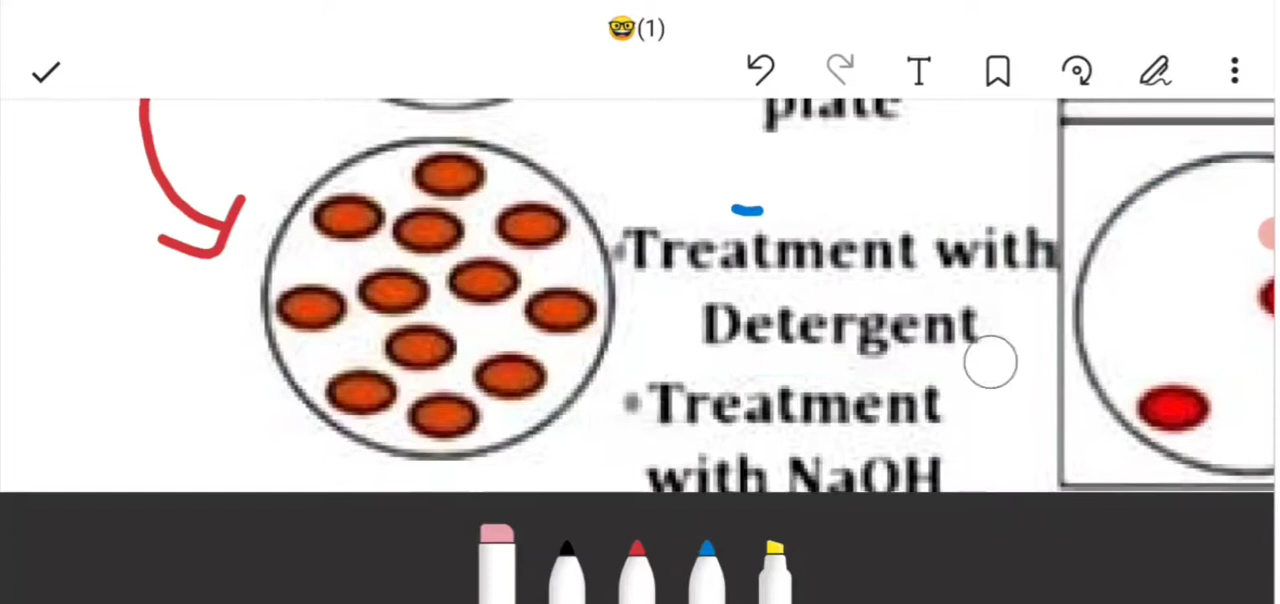 🤓(1)
plate
•Treatment with
Detergent
•Treatment
with NaOH